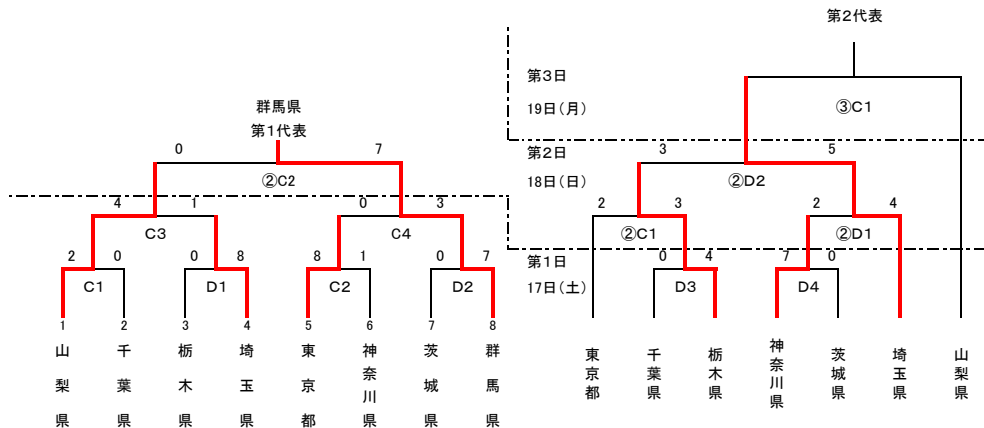 第2代表
第3日
19日(月)
③C1
群馬県
第1代表
0 7
②C2
第2日
18日(日)
3 5
②D2
4 1 0 3
C3 C4
2 3 2 4
②C1 ②D1
第1日
17日(土)
2 0 0 8 8 1 0 7
C1 D1 C2 D2
0 4 7 0
D3 D4
1 2 3 4 5 6 7 8
山梨県
千葉県
栃木県
埼玉県
東京都
神奈川県
茨城県
群馬県
東京都
千葉県
栃木県
神奈川県
茨城県
埼玉県
山梨県